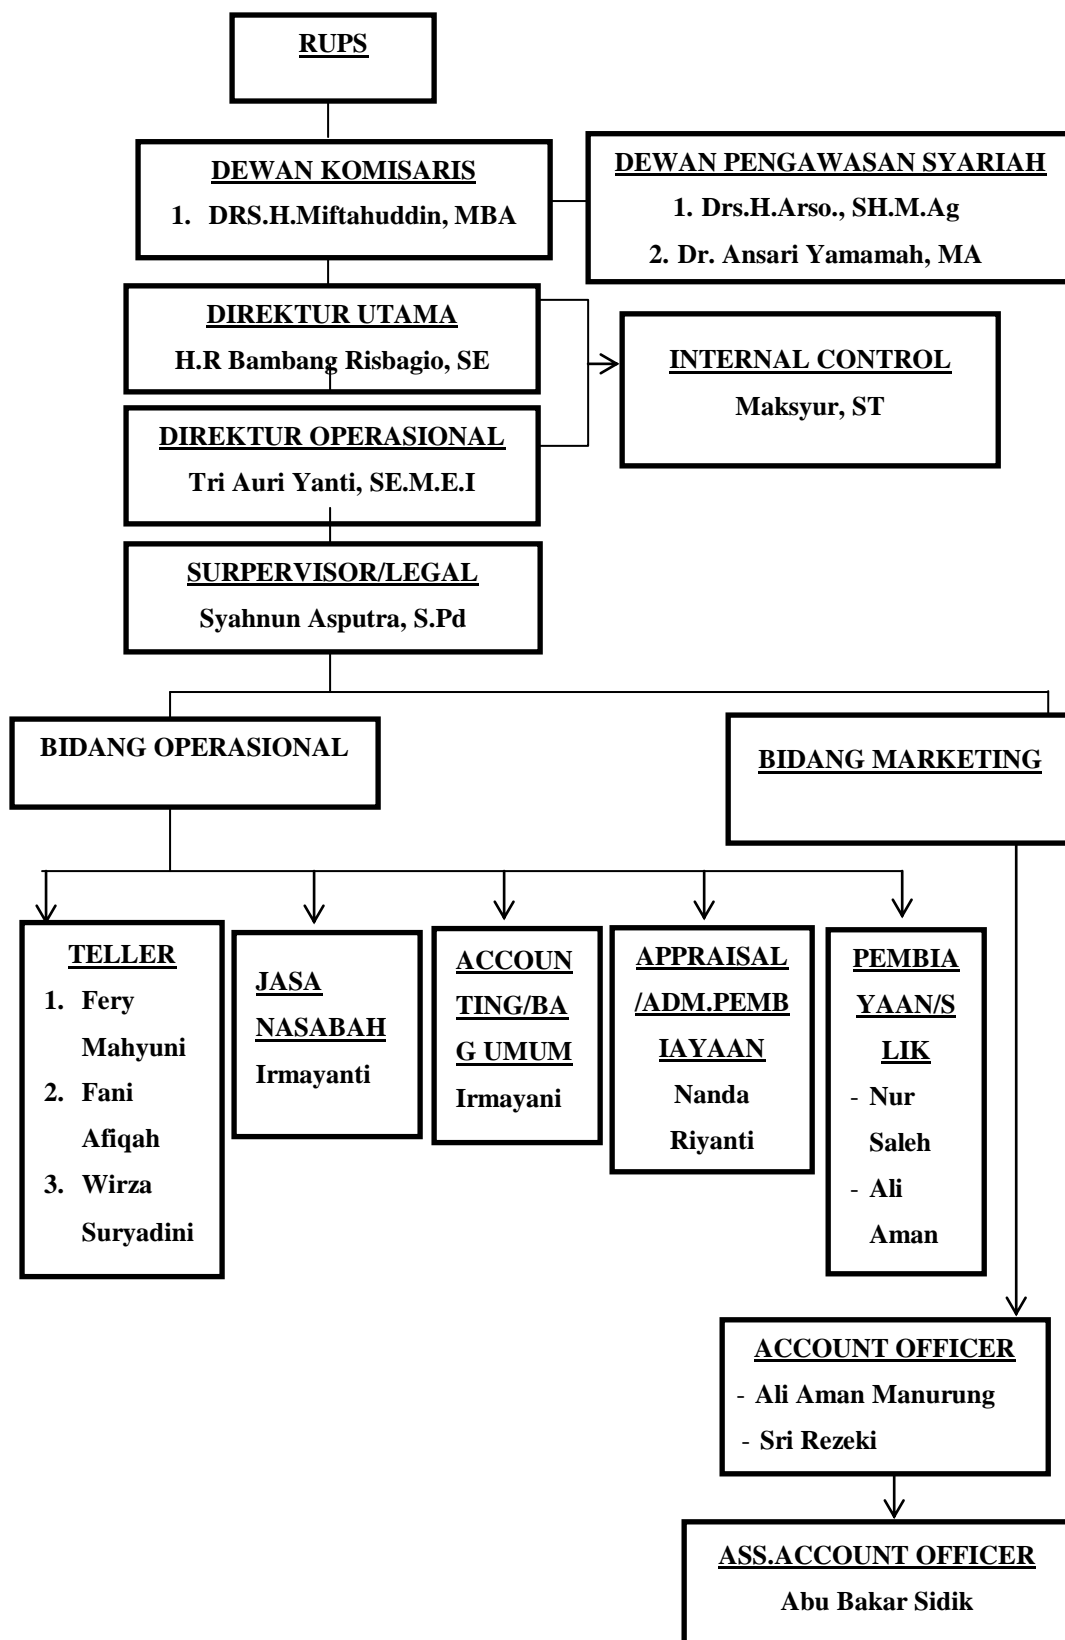 RUPS
DEWAN KOMISARIS
1. DRS.H.Miftahuddin, MBA
DEWAN PENGAWASAN SYARIAH
1. Drs.H.Arso., SH.M.Ag
2. Dr. Ansari Yamamah, MA
DIREKTUR UTAMA
H.R Bambang Risbagio, SE
INTERNAL CONTROL
Maksyur, ST
DIREKTUR OPERASIONAL
Tri Auri Yanti, SE.M.E.I
SURPERVISOR/LEGAL
Syahnun Asputra, S.Pd
BIDANG OPERASIONAL
BIDANG MARKETING
TELLER
1. Fery
Mahyuni
2. Fani
Afiqah
3. Wirza
Suryadini
JASA
NASABAH
Irmayanti
ACCOUN
TING/BA
G UMUM
Irmayani
APPRAISAL
/ADM.PEMB
IAYAAN
Nanda
Riyanti
PEMBIA
YAAN/S
LIK
- Nur
Saleh
- Ali
Aman
ACCOUNT OFFICER
- Ali Aman Manurung
- Sri Rezeki
ASS.ACCOUNT OFFICER
Abu Bakar Sidik